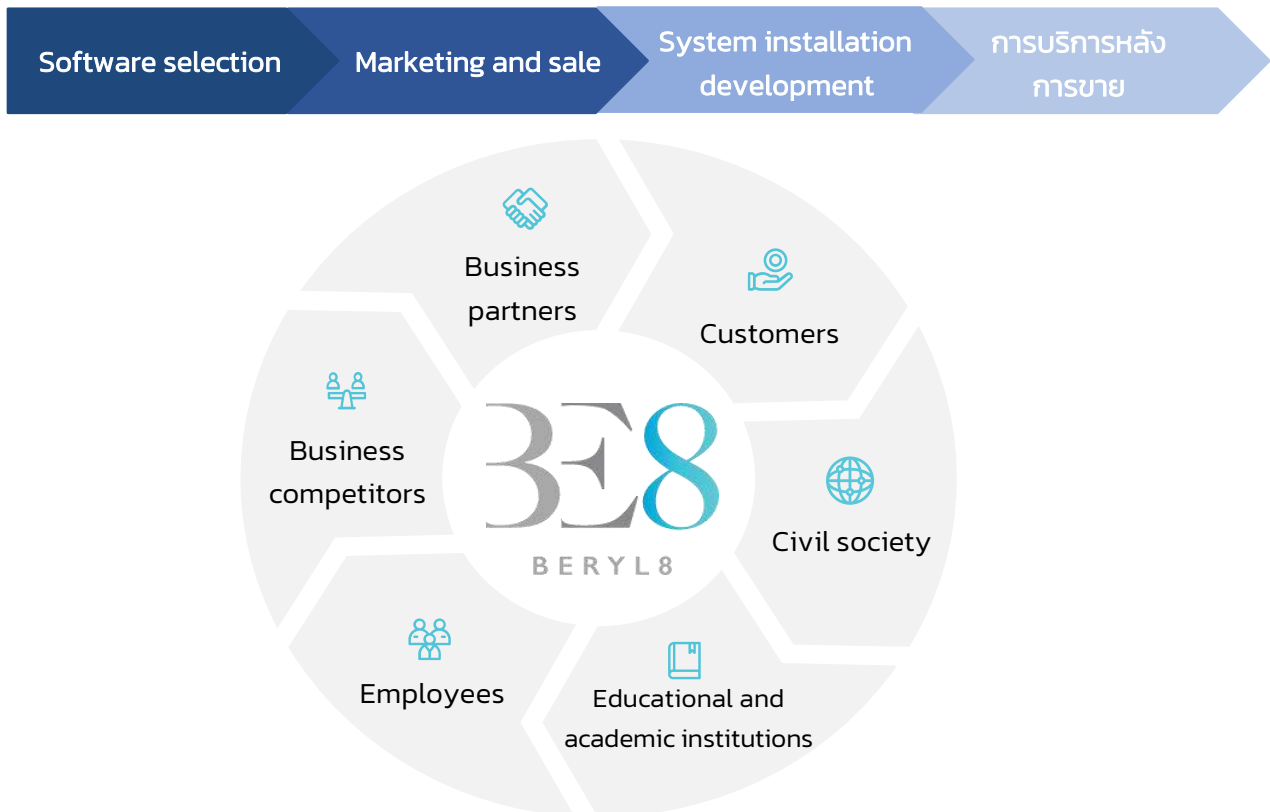 Software selection
Marketing and sale
System installation
development
การบริการหลัง
การขาย
Business
partners
Customers
Business
competitors
BE8
BERYL8
Civil society
Employees
Educational and
academic institutions